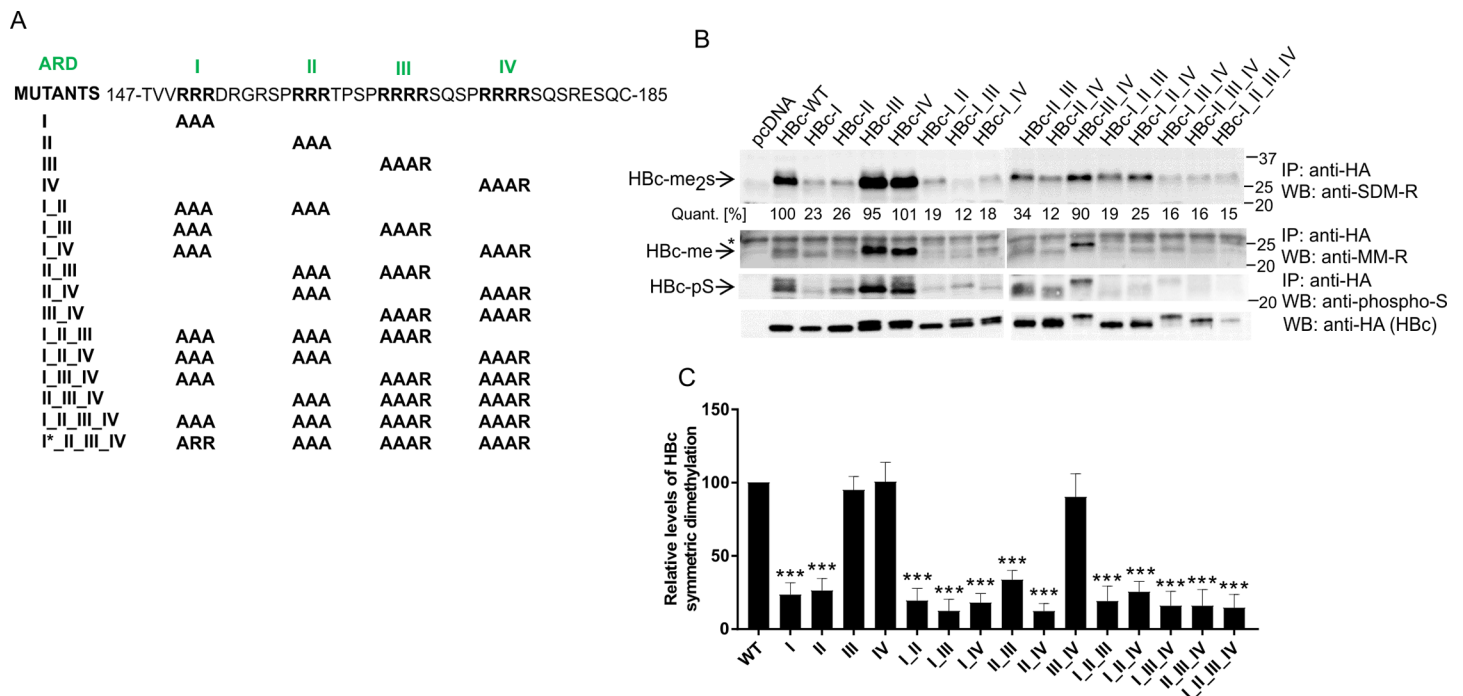 A
ARD I II III IV
MUTANTS 147-TVVRRRDRGRSPRRRTPSPRRRRSQSPRRRRSQSRESQC-185
I AAA
II AAA
III AAAR
IV AAAR
I_II AAA AAA
I_III AAA AAAR
I_IV AAA AAAR
II_III AAA AAAR
II_IV AAA AAAR
III_IV AAAR AAAR
I_II_III AAA AAA AAAR
I_II_IV AAA AAA AAAR
I_III_IV AAA AAAR AAAR
II_III_IV AAA AAAR AAAR
I_II_III_IV AAA AAA AAAR AAAR
I*_II_III_IV ARR AAA AAAR AAAR
B
pcDNA HBc-WT HBc-I HBc-II HBc-III HBc-IV HBc-I_II HBc-I_III HBc-I_IV HBc-II_III HBc-II_IV HBc-III_IV HBc-I_II_III HBc-I_II_IV HBc-I_III_IV HBc-II_III_IV HBc-I_II_III_IV
HBc-me2s
37
25
20
IP: anti-HA
WB: anti-SDM-R
Quant. [%] 100 23 26 95 101 19 12 18 34 12 90 19 25 16 16 15
*
HBc-me
25
20
IP: anti-HA
WB: anti-MM-R
HBc-pS
20
IP: anti-HA
WB: anti-phospho-S
WB: anti-HA (HBc)
C
Relative levels of HBc
symmetric dimethylation
150
100
50
0
*** *** *** *** *** *** *** *** *** *** *** ***
WT I II III IV I_II I_III I_IV II_III II_IV III_IV I_II_III I_II_IV I_III_IV II_III_IV I_II_III_IV